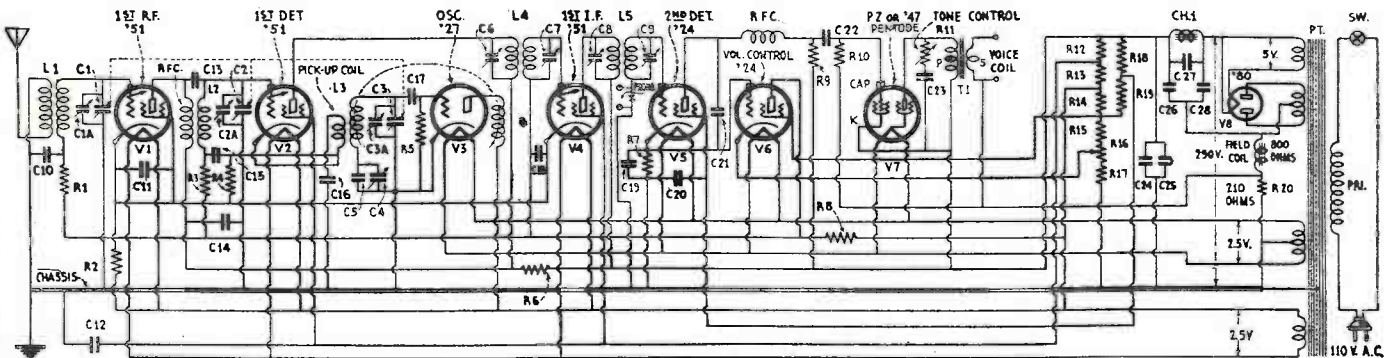 1ST R.F.
'51
1ST DET
'51
OSC.
'27
L4
1ST I.F.
'51
L5
2ND DET.
'24
R F C.
PZ OR '47
PENTODE
TONE CONTROL
CH.1
PT.
SW.
C6
C7
C8
C9
C22
R11
R12
R18
5V.
L1
C1
RFC.
C13
C2
L2
PICK-UP COIL
L3
C3
C17
VOL. CONTROL
'24
R9
R10
P
S
VOICE
COIL
R13
C27
'80
C1A
C2A
C3A
R5
CAP
C23
T1
R14
R19
C26
C28
V8
C10
V1
V2
V3
V4
R7
V5
C21
V6
K
V7
R15
R16
290 V.
FIELD
COIL
800
OHMS
R1
C11
R3
R4
C15
C16
C5
C4
C18
C19
C20
R17
C24
C25
210
OHMS
R20
PRI.
C14
R8
2.5V.
R2
CHASSIS
R6
C12
2.5V
110 V. A.C.